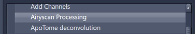 Add Channels
Airyscan Processing
ApoTome deconvolution